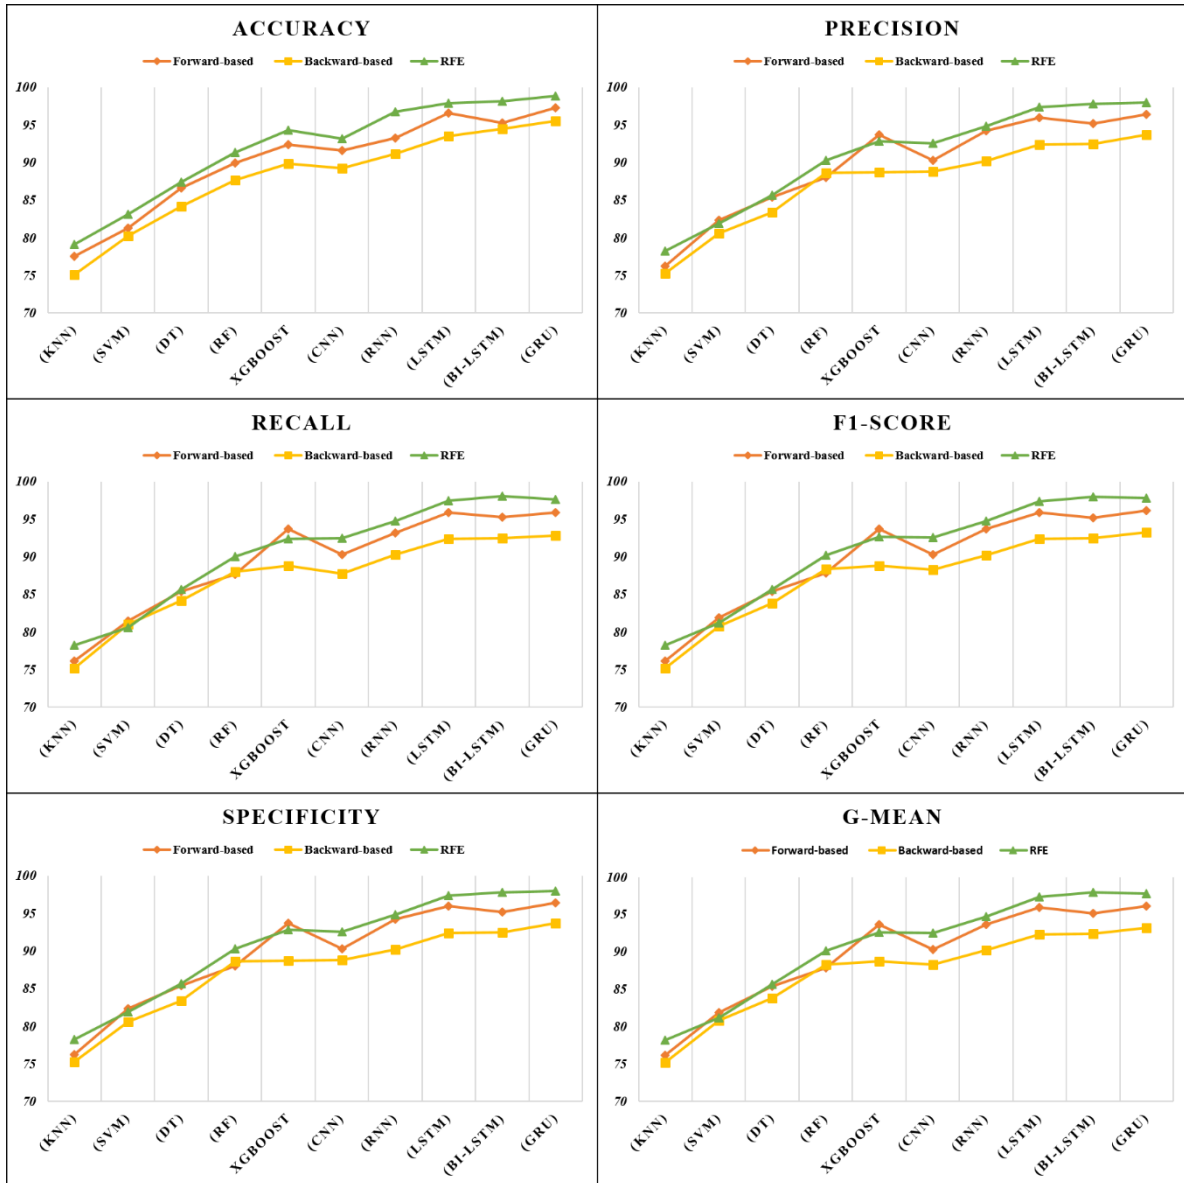 ACCURACY
Forward-based Backward-based RFE
100
95
90
85
80
75
70
(KNN) (SVM) (DT) (RF) XGBOOST (CNN) (RNN) (LSTM) (BI-LSTM) (GRU)
PRECISION
Forward-based Backward-based RFE
100
95
90
85
80
75
70
(KNN) (SVM) (DT) (RF) XGBOOST (CNN) (RNN) (LSTM) (BI-LSTM) (GRU)
RECALL
Forward-based Backward-based RFE
100
95
90
85
80
75
70
(KNN) (SVM) (DT) (RF) XGBOOST (CNN) (RNN) (LSTM) (BI-LSTM) (GRU)
F1-SCORE
Forward-based Backward-based RFE
100
95
90
85
80
75
70
(KNN) (SVM) (DT) (RF) XGBOOST (CNN) (RNN) (LSTM) (BI-LSTM) (GRU)
SPECIFICITY
Forward-based Backward-based RFE
100
95
90
85
80
75
70
(KNN) (SVM) (DT) (RF) XGBOOST (CNN) (RNN) (LSTM) (BI-LSTM) (GRU)
G-MEAN
Forward-based Backward-based RFE
100
95
90
85
80
75
70
(KNN) (SVM) (DT) (RF) XGBOOST (CNN) (RNN) (LSTM) (BI-LSTM) (GRU)